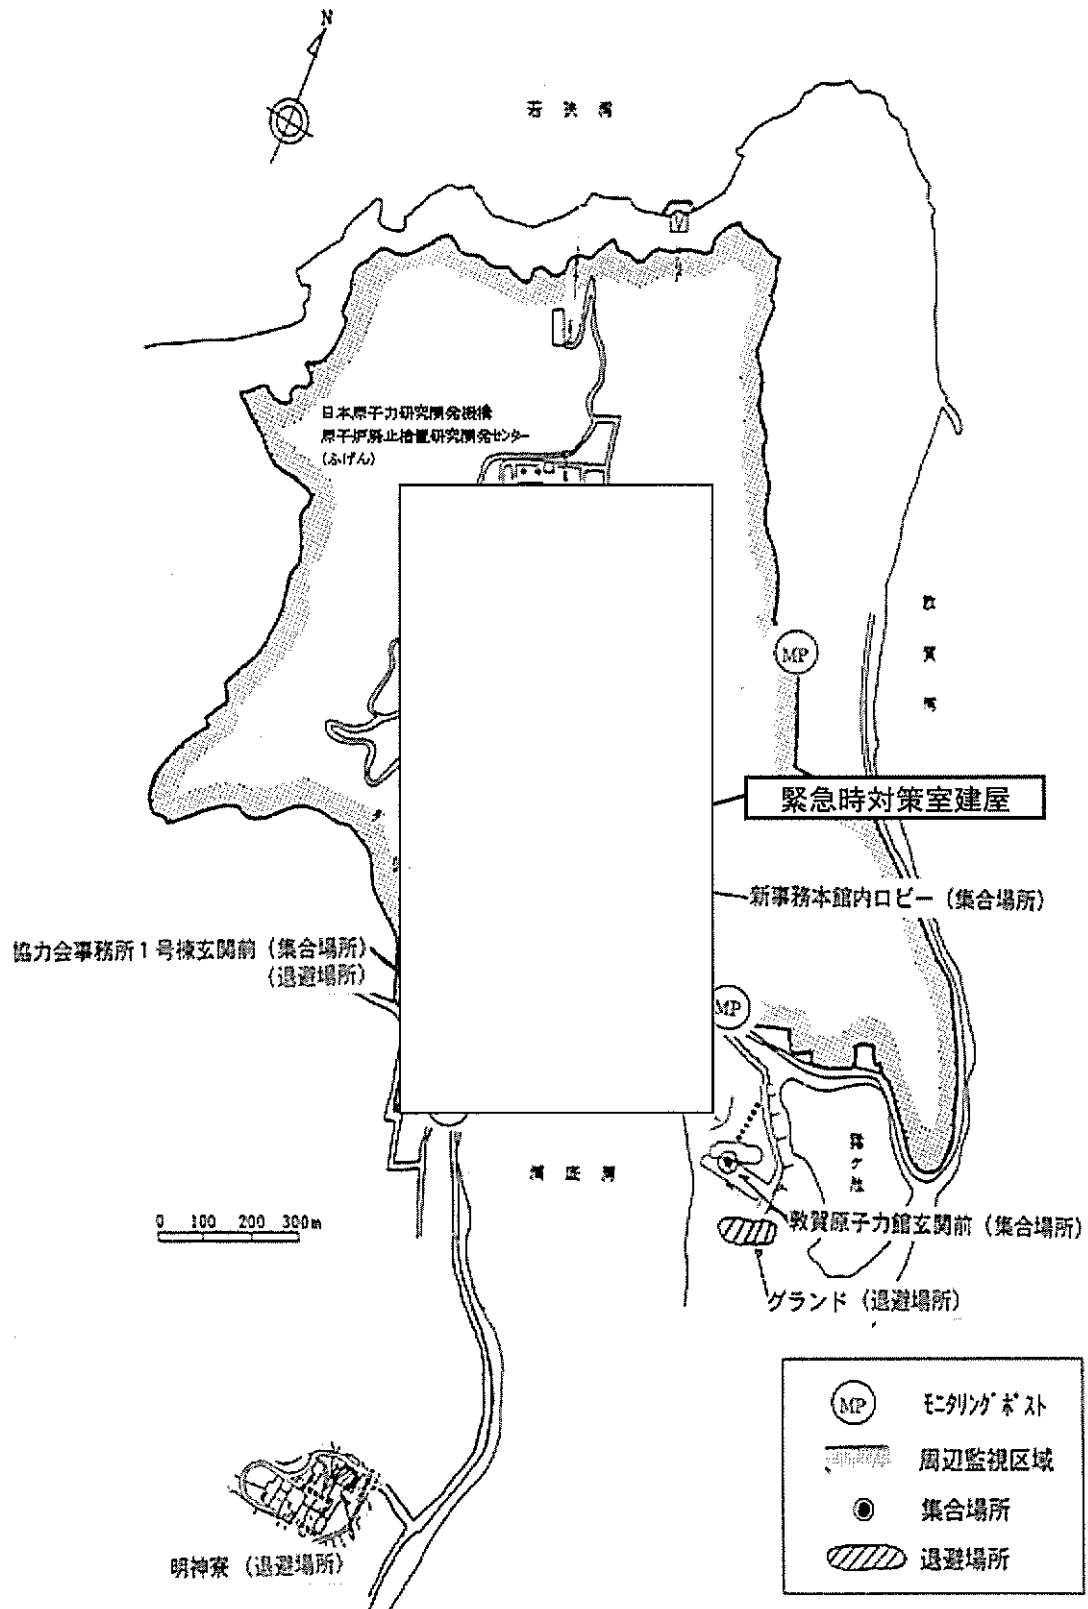 N
若狭湾
日本原子力研究開発機構
原子炉廃止措置研究開発センター
(ふげん)
敦賀湾
MP
緊急時対策室建屋
新事務本館内ロビー（集合場所）
協力会事務所1号棟玄関前（集合場所）
（退避場所）
MP
浦底湾
猪ケ池
0 100 200 300m
敦賀原子力館玄関前（集合場所）
グランド（退避場所）
明神寮（退避場所）
MP モニタリングポスト
周辺監視区域
集合場所
退避場所